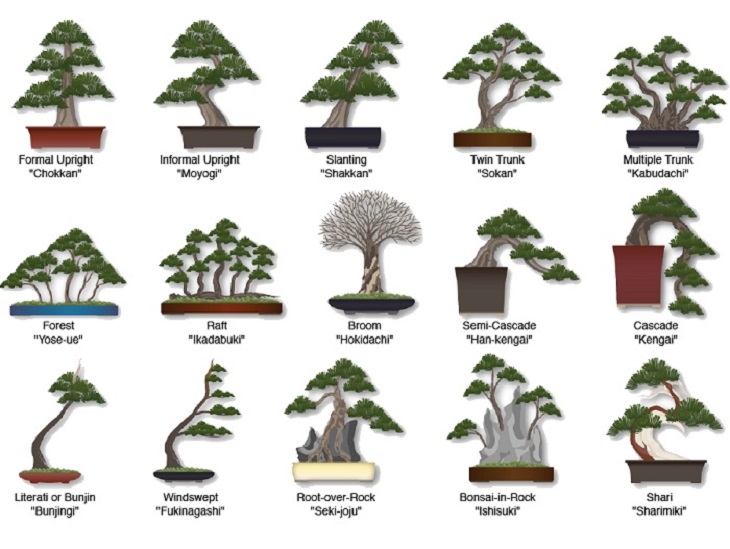 Formal Upright
"Chokkan"
Informal Upright
"Moyogi"
Slanting
"Shakkan"
Twin Trunk
"Sokan"
Multiple Trunk
"Kabudachi"
Forest
"Yose-ue"
Raft
"Ikadabuki"
Broom
"Hokidachi"
Semi-Cascade
"Han-kengai"
Cascade
"Kengai"
Literati or Bunjin
"Bunjingi"
Windswept
"Fukinagashi"
Root-over-Rock
"Seki-joju"
Bonsai-in-Rock
"Ishisuki"
Shari
"Sharimiki"